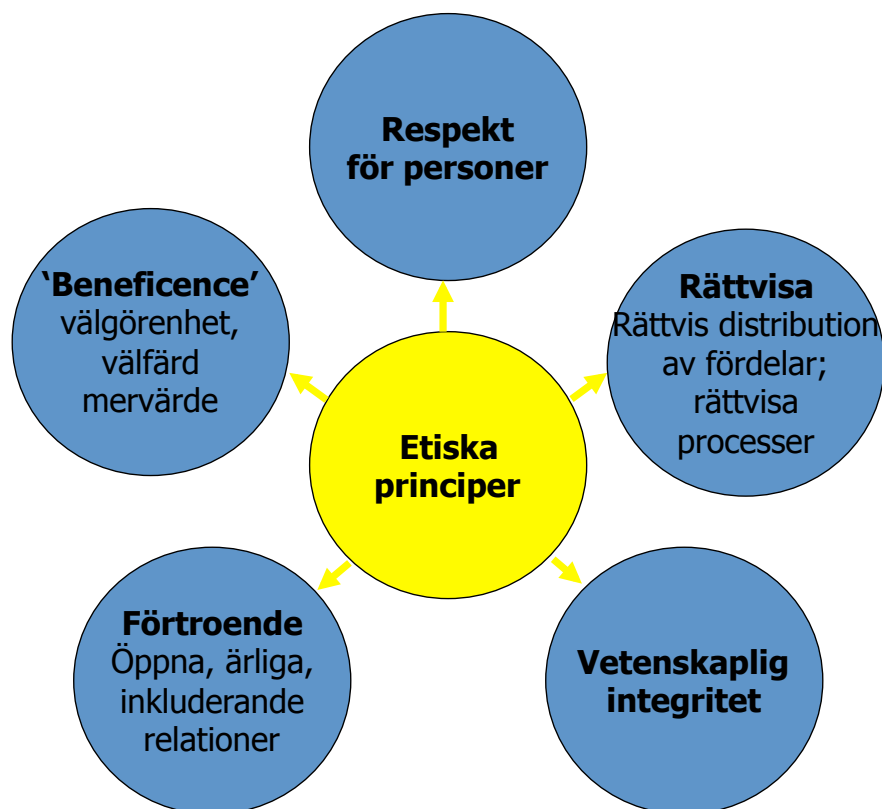 Respekt
för personer
'Beneficence'
välgörenhet,
välfärd
mervärde
Rättvisa
Rättvis distribution
av fördelar;
rättvisa
processer
Etiska
principer
Förtroende
Öppna, ärliga,
inkluderande
relationer
Vetenskaplig
integritet